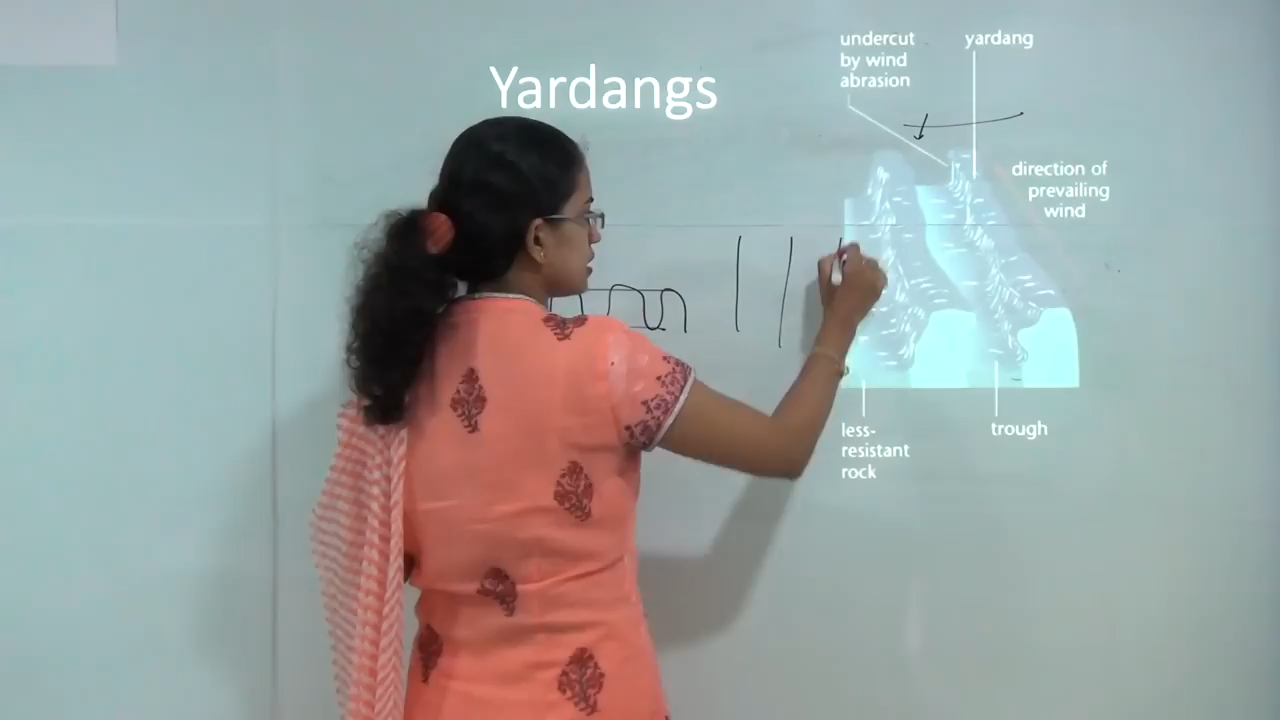 Yardangs
undercut
by wind
abrasion
yardang
direction of
prevailing
wind
less-
resistant
rock
trough